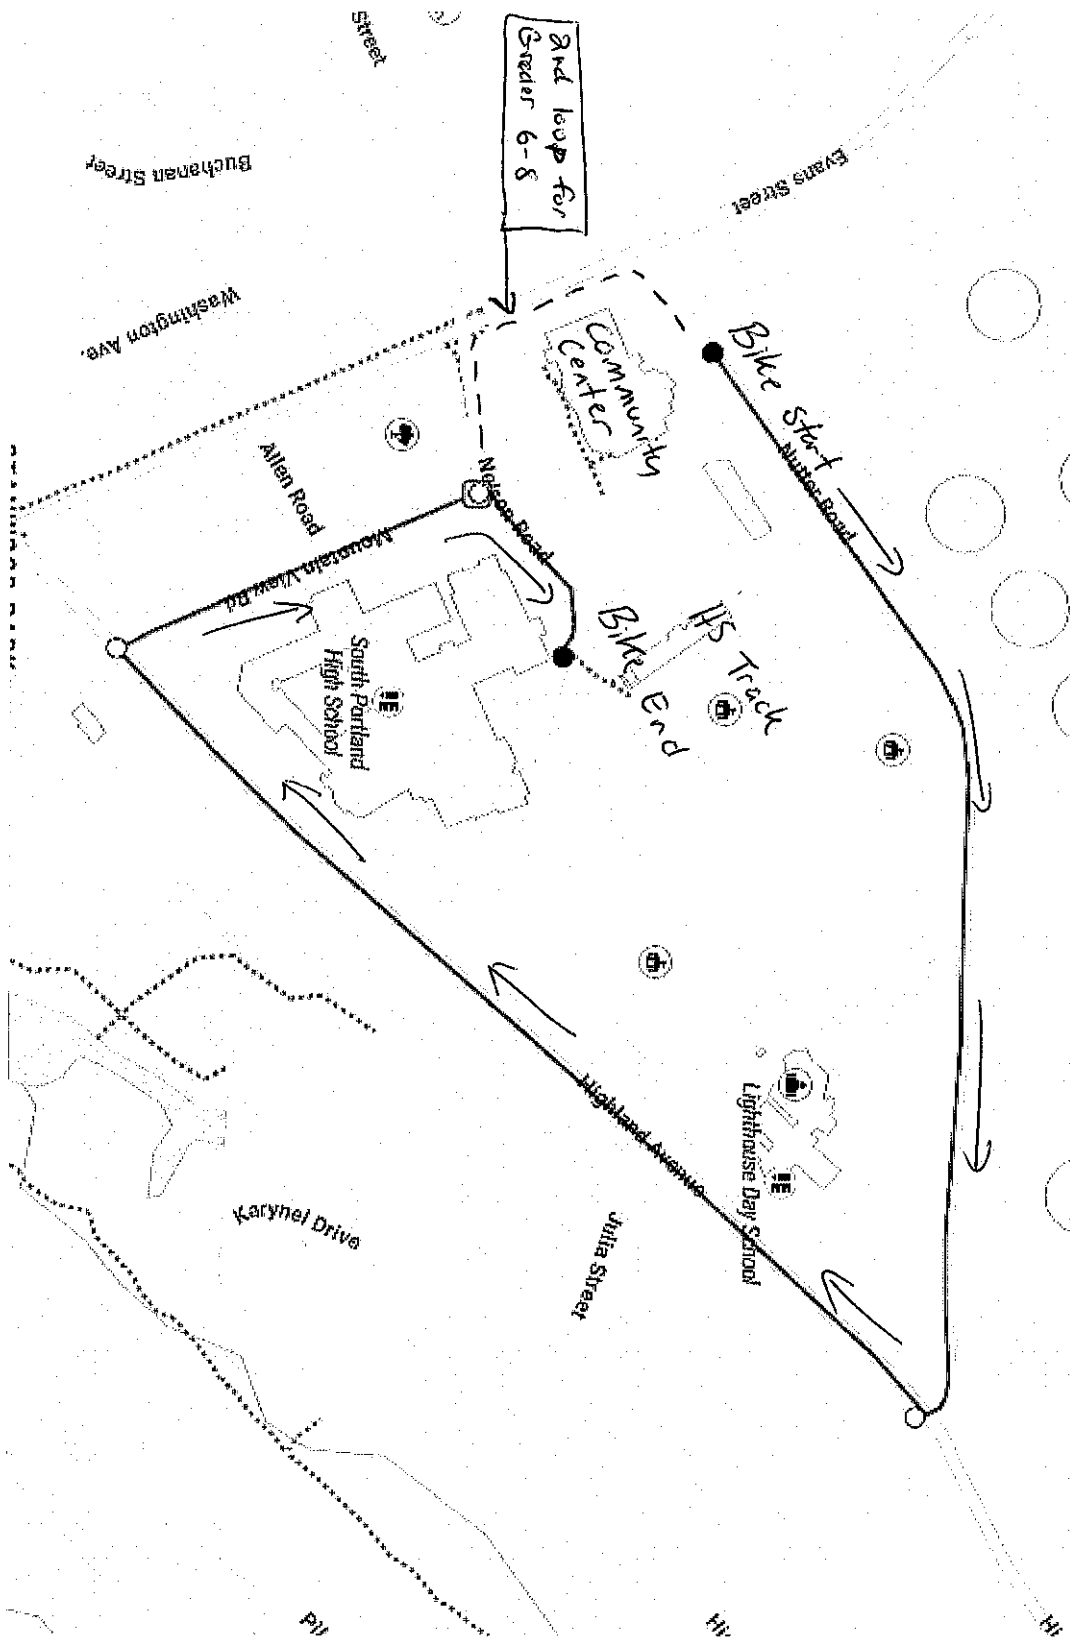 Street
2nd loop for
Grades 6-8
Buchanan Street
Evans Street
Washington Ave.
Community
Center
Bike Start
Nutter Road
Allen Road
Nelson Road
Mountain View Rd
HS Track
Bike End
South Portland
High School
Highland Avenue
Lighthouse Day School
Karynel Drive
Julia Street